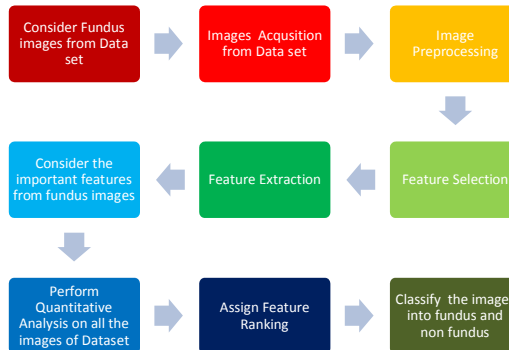 Consider Fundus
images from Data
set
Images Acqusition
from Data set
Image
Preprocessing
Feature Selection
Feature Extraction
Consider the
important features
from fundus images
Perform
Quantitative
Analysis on all the
images of Dataset
Assign Feature
Ranking
Classify the image
into fundus and
non fundus